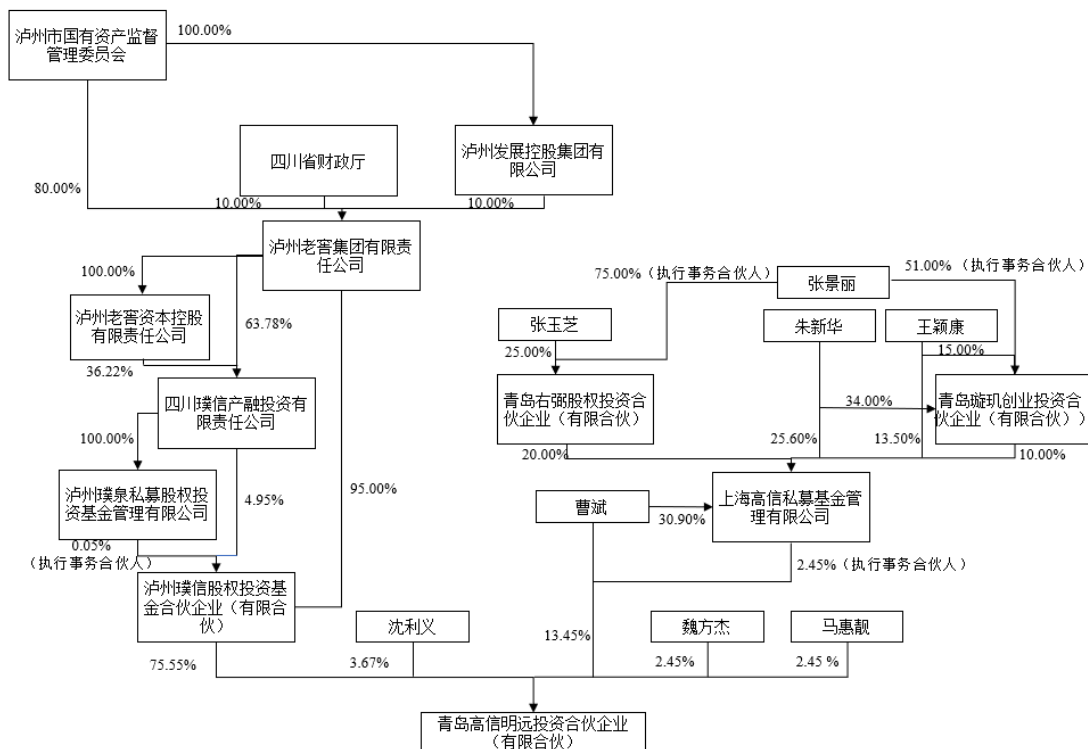 泸州市国有资产监督
管理委员会
100.00%
四川省财政厅
泸州发展控股集团有
限公司
80.00%
10.00%
10.00%
泸州老窖集团有限责
任公司
100.00%
75.00%（执行事务合伙人）
51.00% （执行事务合伙人）
张景丽
泸州老窖资本控股
有限责任公司
63.78%
张玉芝
朱新华
王颖康
25.00%
15.00%
36.22%
四川璞信产融投资有
限责任公司
青岛右弼股权投资合
伙企业（有限合伙）
34.00%
青岛璇玑创业投资合
伙企业（有限合伙））
100.00%
20.00%
25.60%
13.50%
10.00%
泸州璞泉私募股权投
资基金管理有限公司
4.95%
95.00%
曹斌
30.90%
上海高信私募基金管
理有限公司
0.05%
（执行事务合伙人）
2.45%（执行事务合伙人）
泸州璞信股权投资基
金合伙企业（有限合
伙）
沈利义
13.45%
魏方杰
马惠靓
75.55%
3.67%
2.45%
2.45 %
青岛高信明远投资合伙企业
（有限合伙）